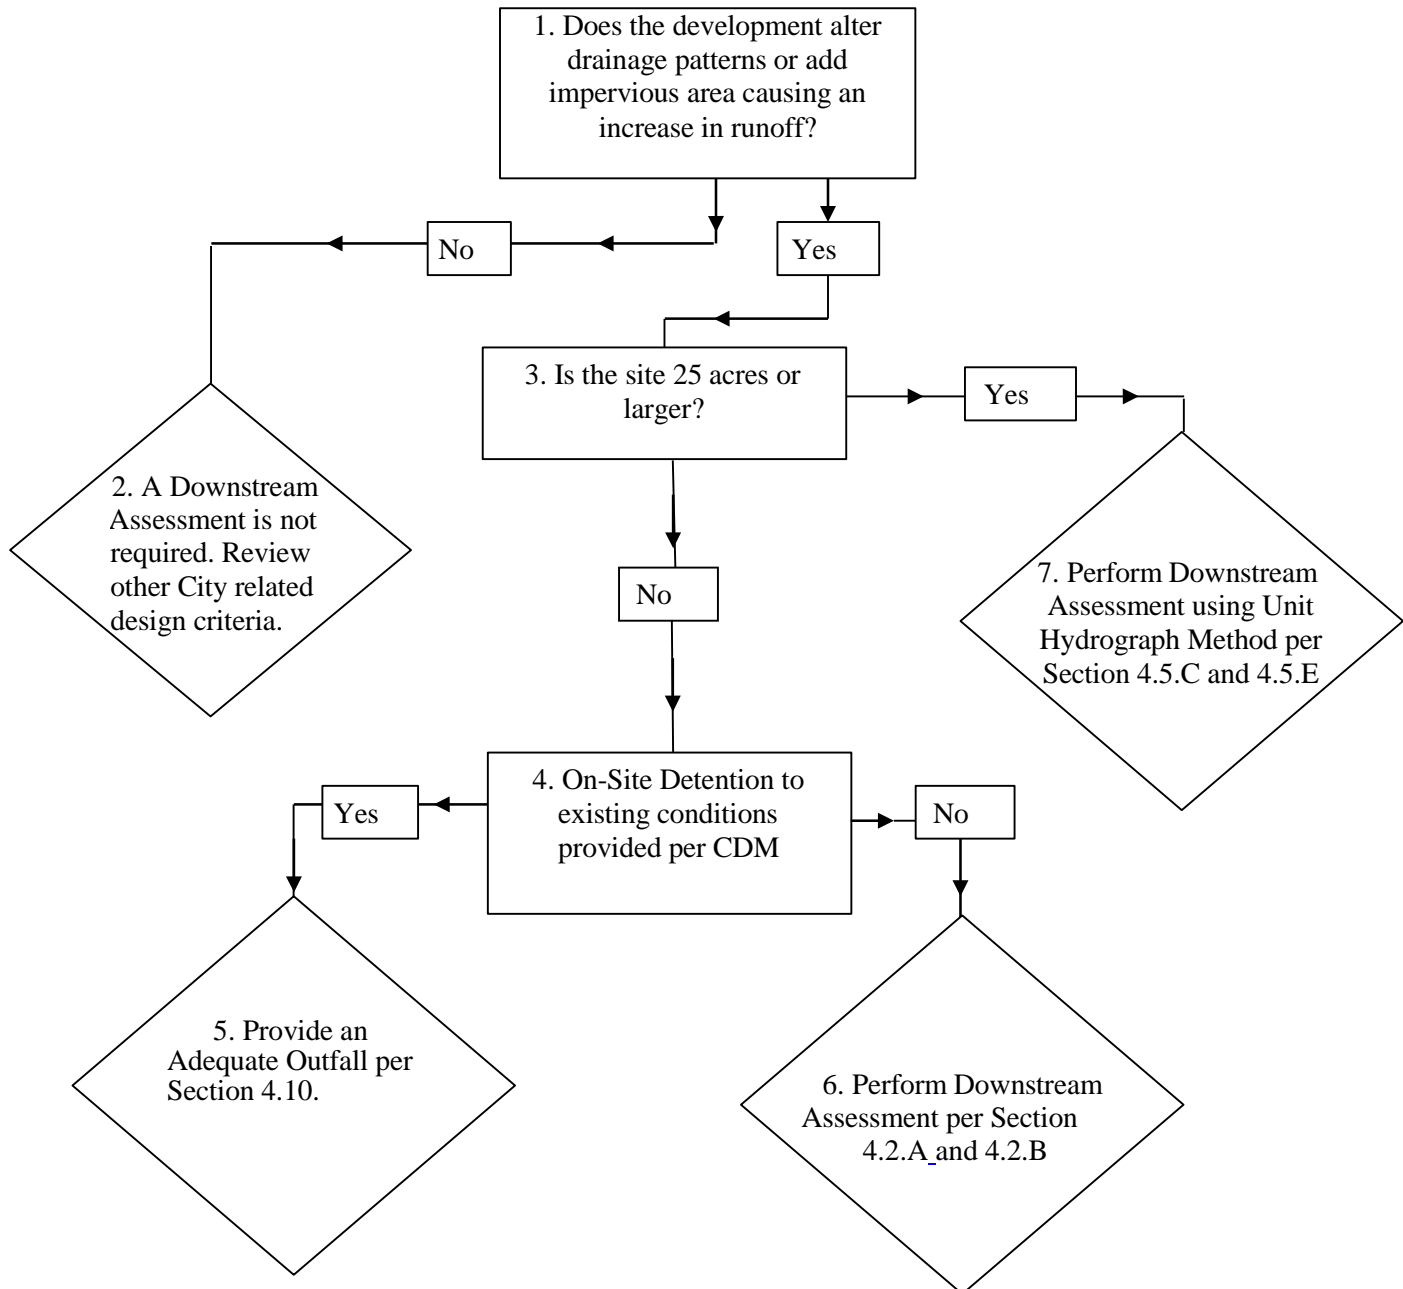 1. Does the development alter
drainage patterns or add
impervious area causing an
increase in runoff?
No
Yes
3. Is the site 25 acres or
larger?
Yes
2. A Downstream
Assessment is not
required. Review
other City related
design criteria.
No
7. Perform Downstream
Assessment using Unit
Hydrograph Method per
Section 4.5.C and 4.5.E
4. On-Site Detention to
existing conditions
provided per CDM
Yes
No
5. Provide an
Adequate Outfall per
Section 4.10.
6. Perform Downstream
Assessment per Section
4.2.A and 4.2.B